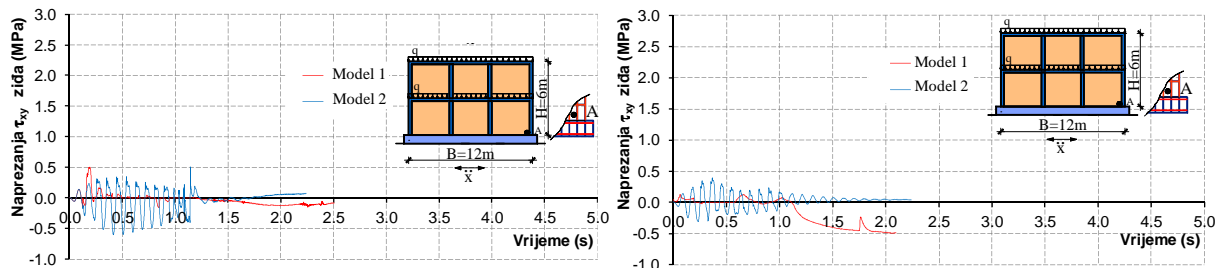 Naprezanja τxy zida (MPa)
3.0
2.5
2.0
1.5
1.0
0.5
0.0
-0.5
-1.0
0.0 0.5 1.0 1.5 2.0 2.5 3.0 3.5 4.0 4.5 5.0
Vrijeme (s)
Model 1
Model 2
q
q
A
H=6m
A
B=12m
ẍ
Naprezanja τxy zida (MPa)
3.0
2.5
2.0
1.5
1.0
0.5
0.0
-0.5
-1.0
0.0 0.5 1.0 1.5 2.0 2.5 3.0 3.5 4.0 4.5 5.0
Vrijeme (s)
Model 1
Model 2
q
q
A
H=6m
A
B=12m
ẍ